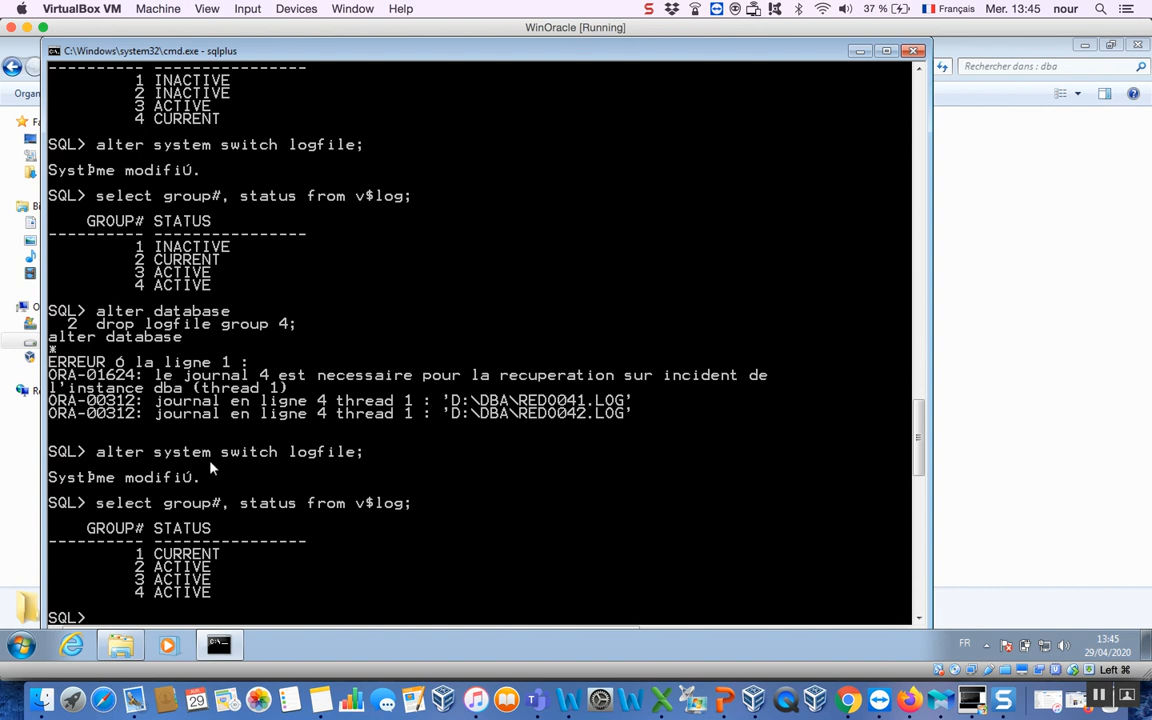 VirtualBox VM Machine View Input Devices Window Help 37 % Français Mer. 13:45 nour
WinOracle [Running]
C:\Windows\system32\cmd.exe - sqlplus
Rechercher dans : dba
Organ
Fa
Bi
O
---------- ----------------
1 INACTIVE
2 INACTIVE
3 ACTIVE
4 CURRENT
SQL> alter system switch logfile;
SystÞme modifiÚ.
SQL> select group#, status from v$log;
GROUP# STATUS
---------- ----------------
1 INACTIVE
2 CURRENT
3 ACTIVE
4 ACTIVE
SQL> alter database
2 drop logfile group 4;
alter database
*
ERREUR ó la ligne 1 :
ORA-01624: le journal 4 est necessaire pour la recuperation sur incident de
l'instance dba (thread 1)
ORA-00312: journal en ligne 4 thread 1 : 'D:\DBA\REDO041.LOG'
ORA-00312: journal en ligne 4 thread 1 : 'D:\DBA\REDO042.LOG'
SQL> alter system switch logfile;
SystÞme modifiÚ.
SQL> select group#, status from v$log;
GROUP# STATUS
---------- ----------------
1 CURRENT
2 ACTIVE
3 ACTIVE
4 ACTIVE
SQL>
FR 13:45
29/04/2020
Left ⌘